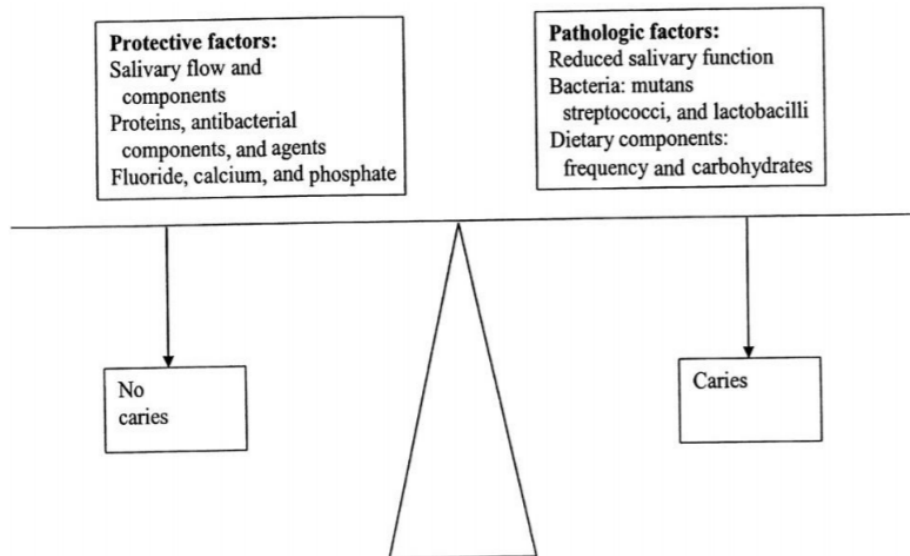 Protective factors:
Salivary flow and
components
Proteins, antibacterial
components, and agents
Fluoride, calcium, and phosphate
Pathologic factors:
Reduced salivary function
Bacteria: mutans
streptococci, and lactobacilli
Dietary components:
frequency and carbohydrates
No
caries
Caries